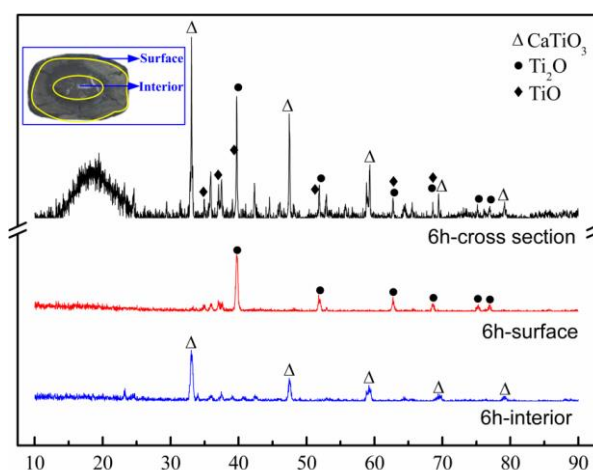 Surface
Interior
Δ CaTiO₃
● Ti₂O
♦ TiO
6h-cross section
6h-surface
6h-interior
10 20 30 40 50 60 70 80 90